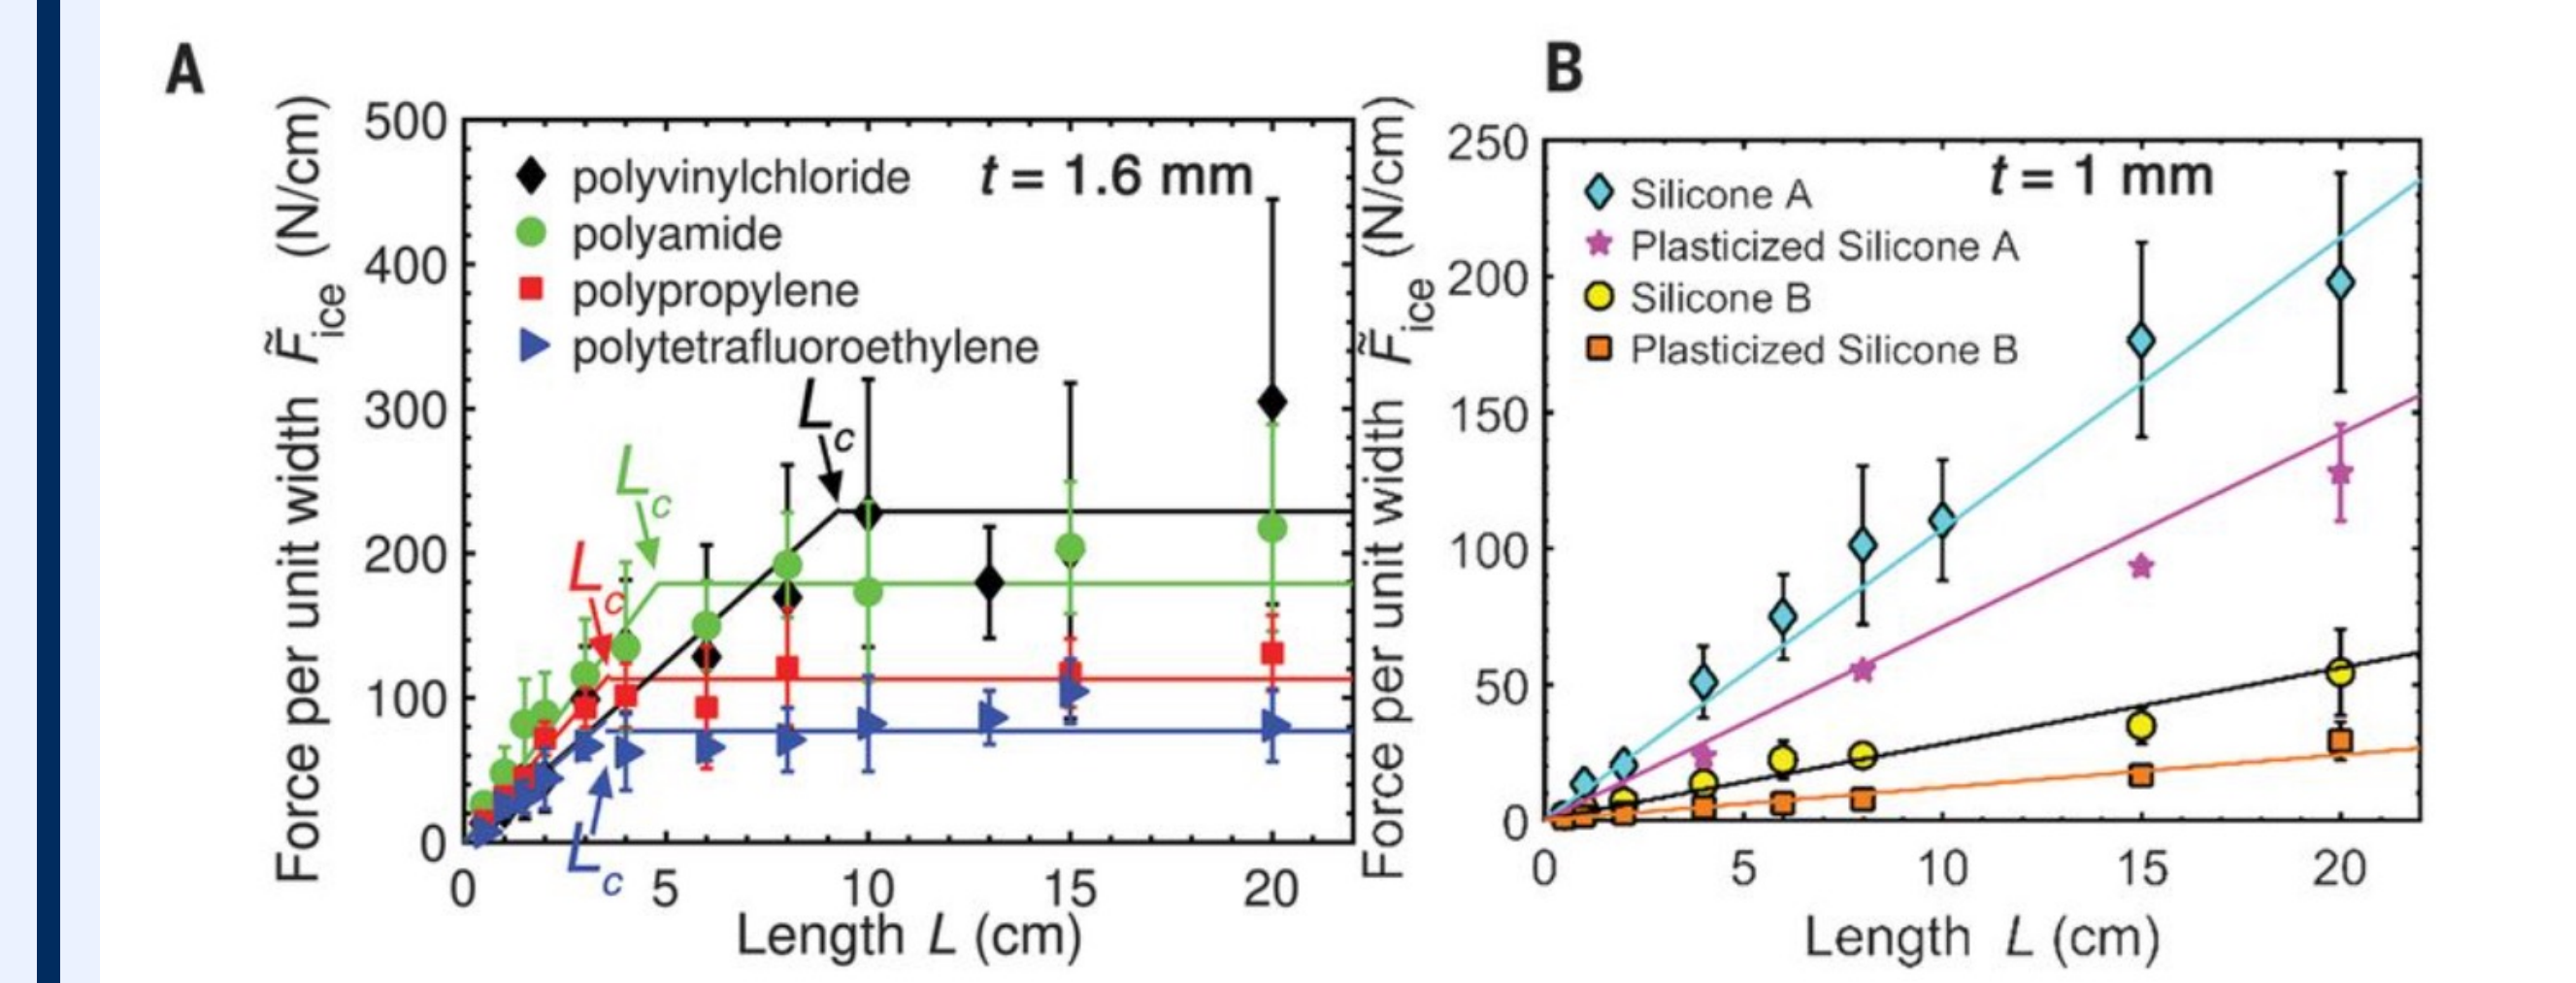 A
B
Force per unit width F̃ice (N/cm)
500
400
300
200
100
0
polyvinylchloride
t = 1.6 mm
polyamide
polypropylene
polytetrafluoroethylene
Lc
Lc
Lc
Lc
0 5 10 15 20
Length L (cm)
Force per unit width F̃ice (N/cm)
250
200
150
100
50
0
t = 1 mm
Silicone A
Plasticized Silicone A
Silicone B
Plasticized Silicone B
0 5 10 15 20
Length L (cm)